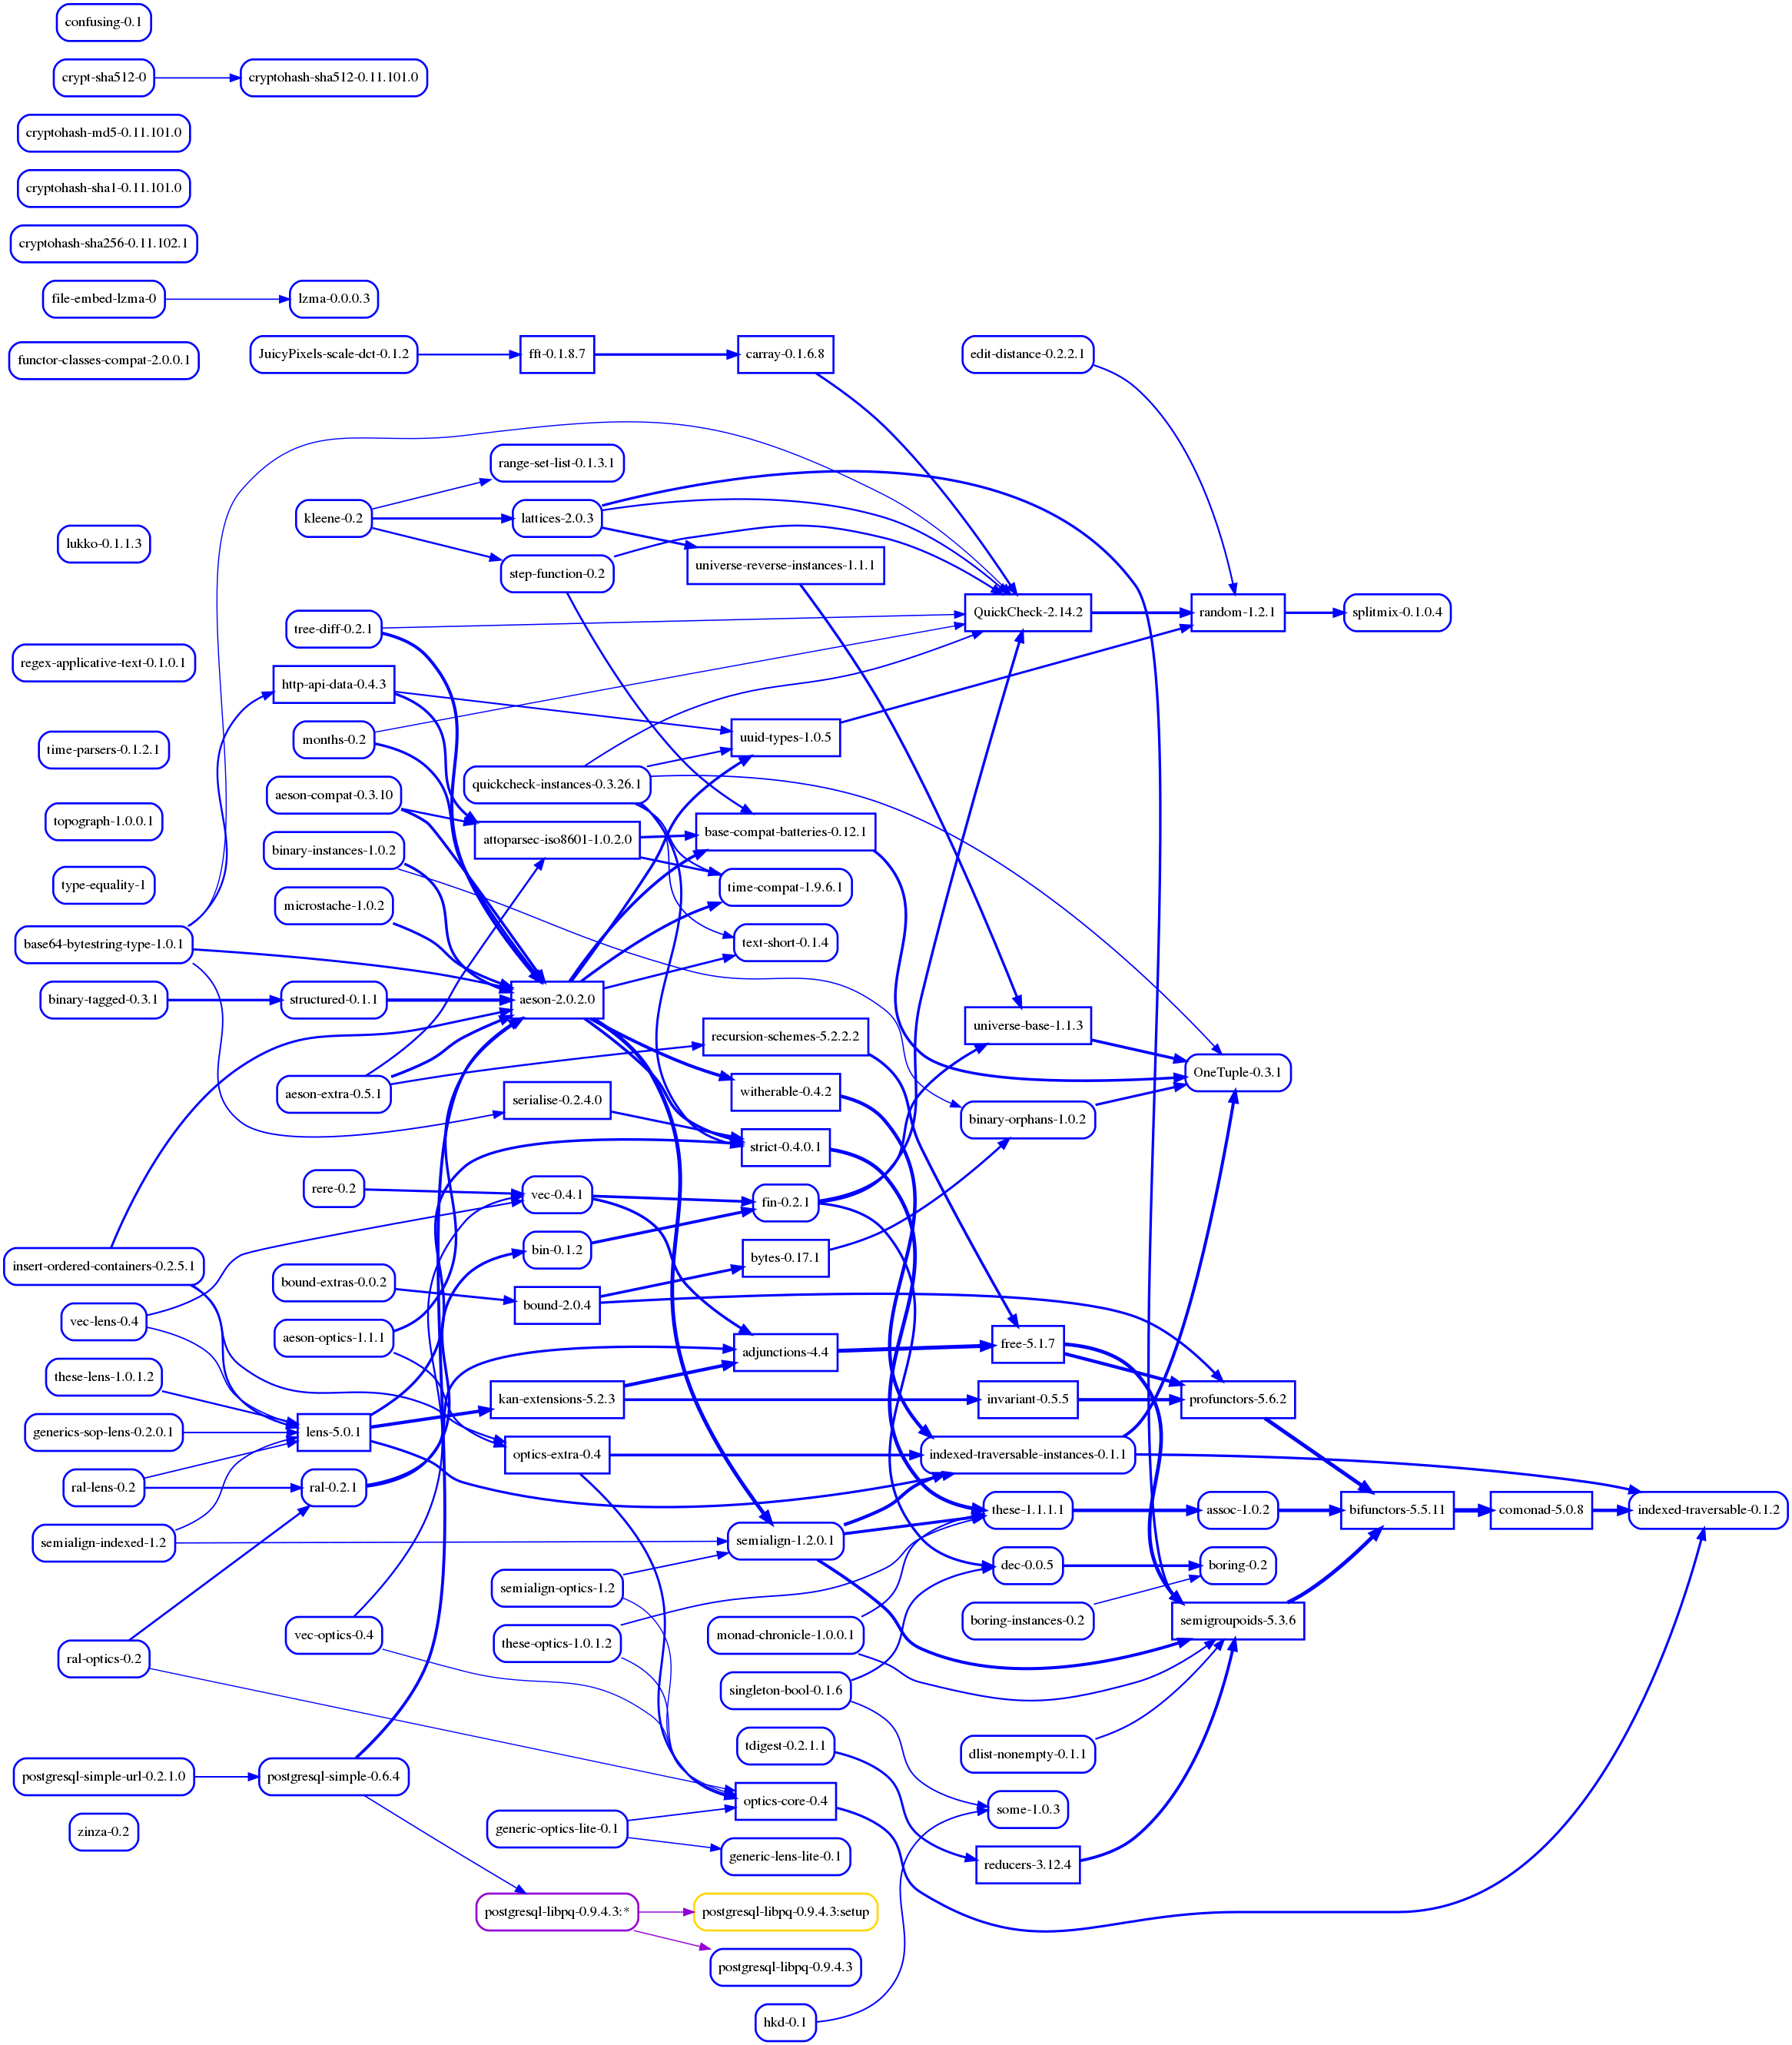 confusing-0.1
crypt-sha512-0
cryptohash-sha512-0.11.101.0
cryptohash-md5-0.11.101.0
cryptohash-sha1-0.11.101.0
cryptohash-sha256-0.11.102.1
file-embed-lzma-0
lzma-0.0.0.3
functor-classes-compat-2.0.0.1
JuicyPixels-scale-dct-0.1.2
fft-0.1.8.7
carray-0.1.6.8
edit-distance-0.2.2.1
range-set-list-0.1.3.1
kleene-0.2
lattices-2.0.3
lukko-0.1.1.3
step-function-0.2
universe-reverse-instances-1.1.1
QuickCheck-2.14.2
random-1.2.1
splitmix-0.1.0.4
tree-diff-0.2.1
regex-applicative-text-0.1.0.1
http-api-data-0.4.3
months-0.2
uuid-types-1.0.5
time-parsers-0.1.2.1
quickcheck-instances-0.3.26.1
aeson-compat-0.3.10
topograph-1.0.0.1
attoparsec-iso8601-1.0.2.0
base-compat-batteries-0.12.1
binary-instances-1.0.2
type-equality-1
time-compat-1.9.6.1
microstache-1.0.2
base64-bytestring-type-1.0.1
text-short-0.1.4
binary-tagged-0.3.1
structured-0.1.1
aeson-2.0.2.0
universe-base-1.1.3
recursion-schemes-5.2.2.2
OneTuple-0.3.1
aeson-extra-0.5.1
serialise-0.2.4.0
witherable-0.4.2
binary-orphans-1.0.2
strict-0.4.0.1
rere-0.2
vec-0.4.1
fin-0.2.1
bin-0.1.2
bytes-0.17.1
insert-ordered-containers-0.2.5.1
bound-extras-0.0.2
bound-2.0.4
vec-lens-0.4
aeson-optics-1.1.1
adjunctions-4.4
free-5.1.7
these-lens-1.0.1.2
kan-extensions-5.2.3
invariant-0.5.5
profunctors-5.6.2
generics-sop-lens-0.2.0.1
lens-5.0.1
optics-extra-0.4
indexed-traversable-instances-0.1.1
ral-lens-0.2
ral-0.2.1
these-1.1.1.1
assoc-1.0.2
bifunctors-5.5.11
comonad-5.0.8
indexed-traversable-0.1.2
semialign-indexed-1.2
semialign-1.2.0.1
dec-0.0.5
boring-0.2
semialign-optics-1.2
boring-instances-0.2
semigroupoids-5.3.6
vec-optics-0.4
these-optics-1.0.1.2
monad-chronicle-1.0.0.1
ral-optics-0.2
singleton-bool-0.1.6
tdigest-0.2.1.1
dlist-nonempty-0.1.1
postgresql-simple-url-0.2.1.0
postgresql-simple-0.6.4
optics-core-0.4
some-1.0.3
zinza-0.2
generic-optics-lite-0.1
generic-lens-lite-0.1
reducers-3.12.4
postgresql-libpq-0.9.4.3:*
postgresql-libpq-0.9.4.3:setup
postgresql-libpq-0.9.4.3
hkd-0.1